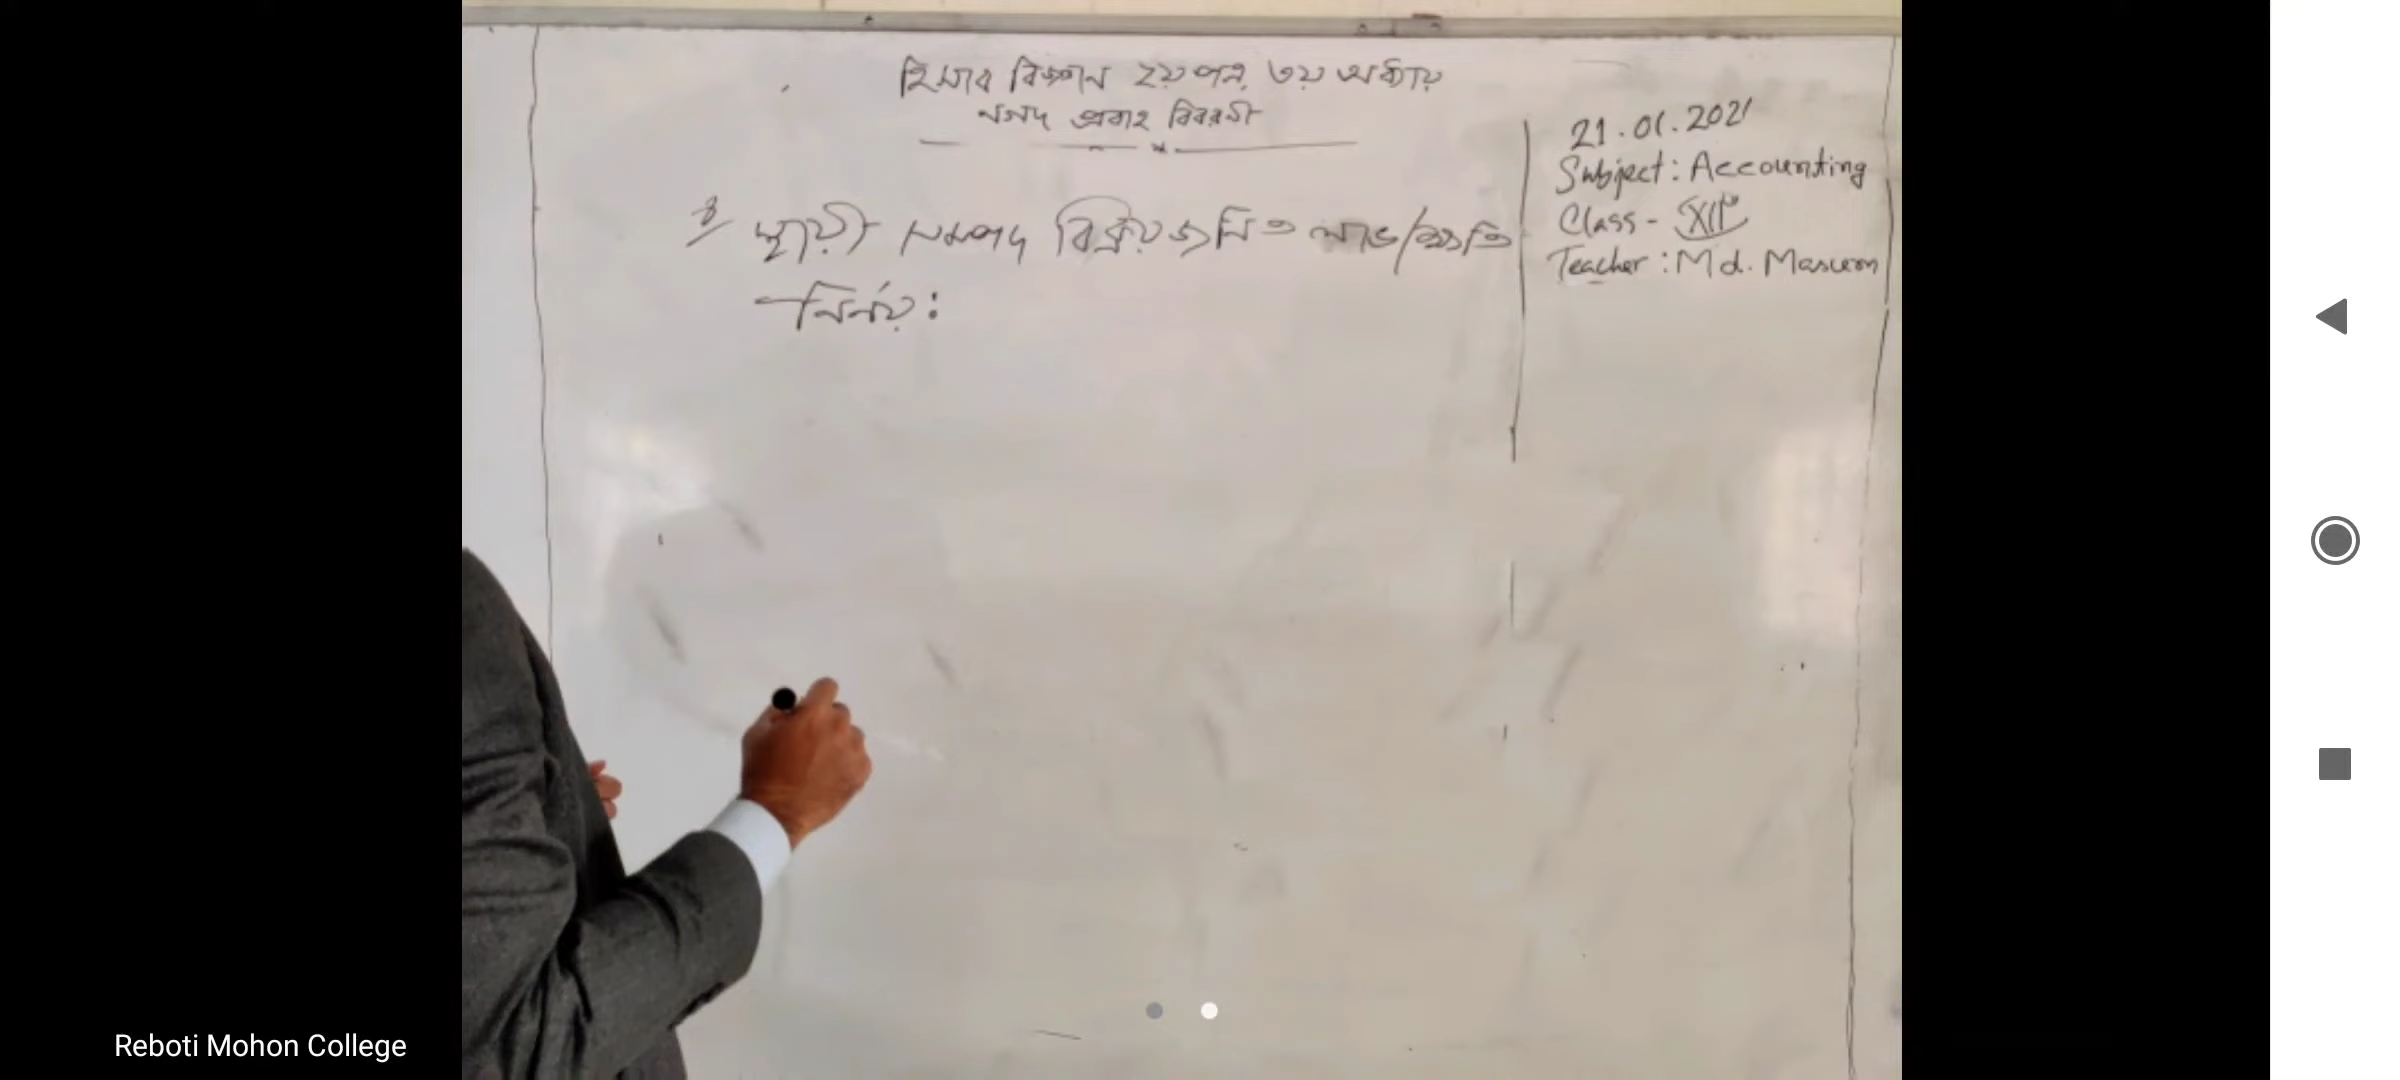 হিসাব বিজ্ঞান ২য় পত্র, ৩য় অধ্যায়
নগদ প্রবাহ বিবরণী
21.01.2021
Subject: Accounting
Class - XII
Teacher: Md. Masum
* স্থায়ী সম্পদ বিক্রয় জনিত লাভ/ক্ষতি
নির্ণয়:
Reboti Mohon College